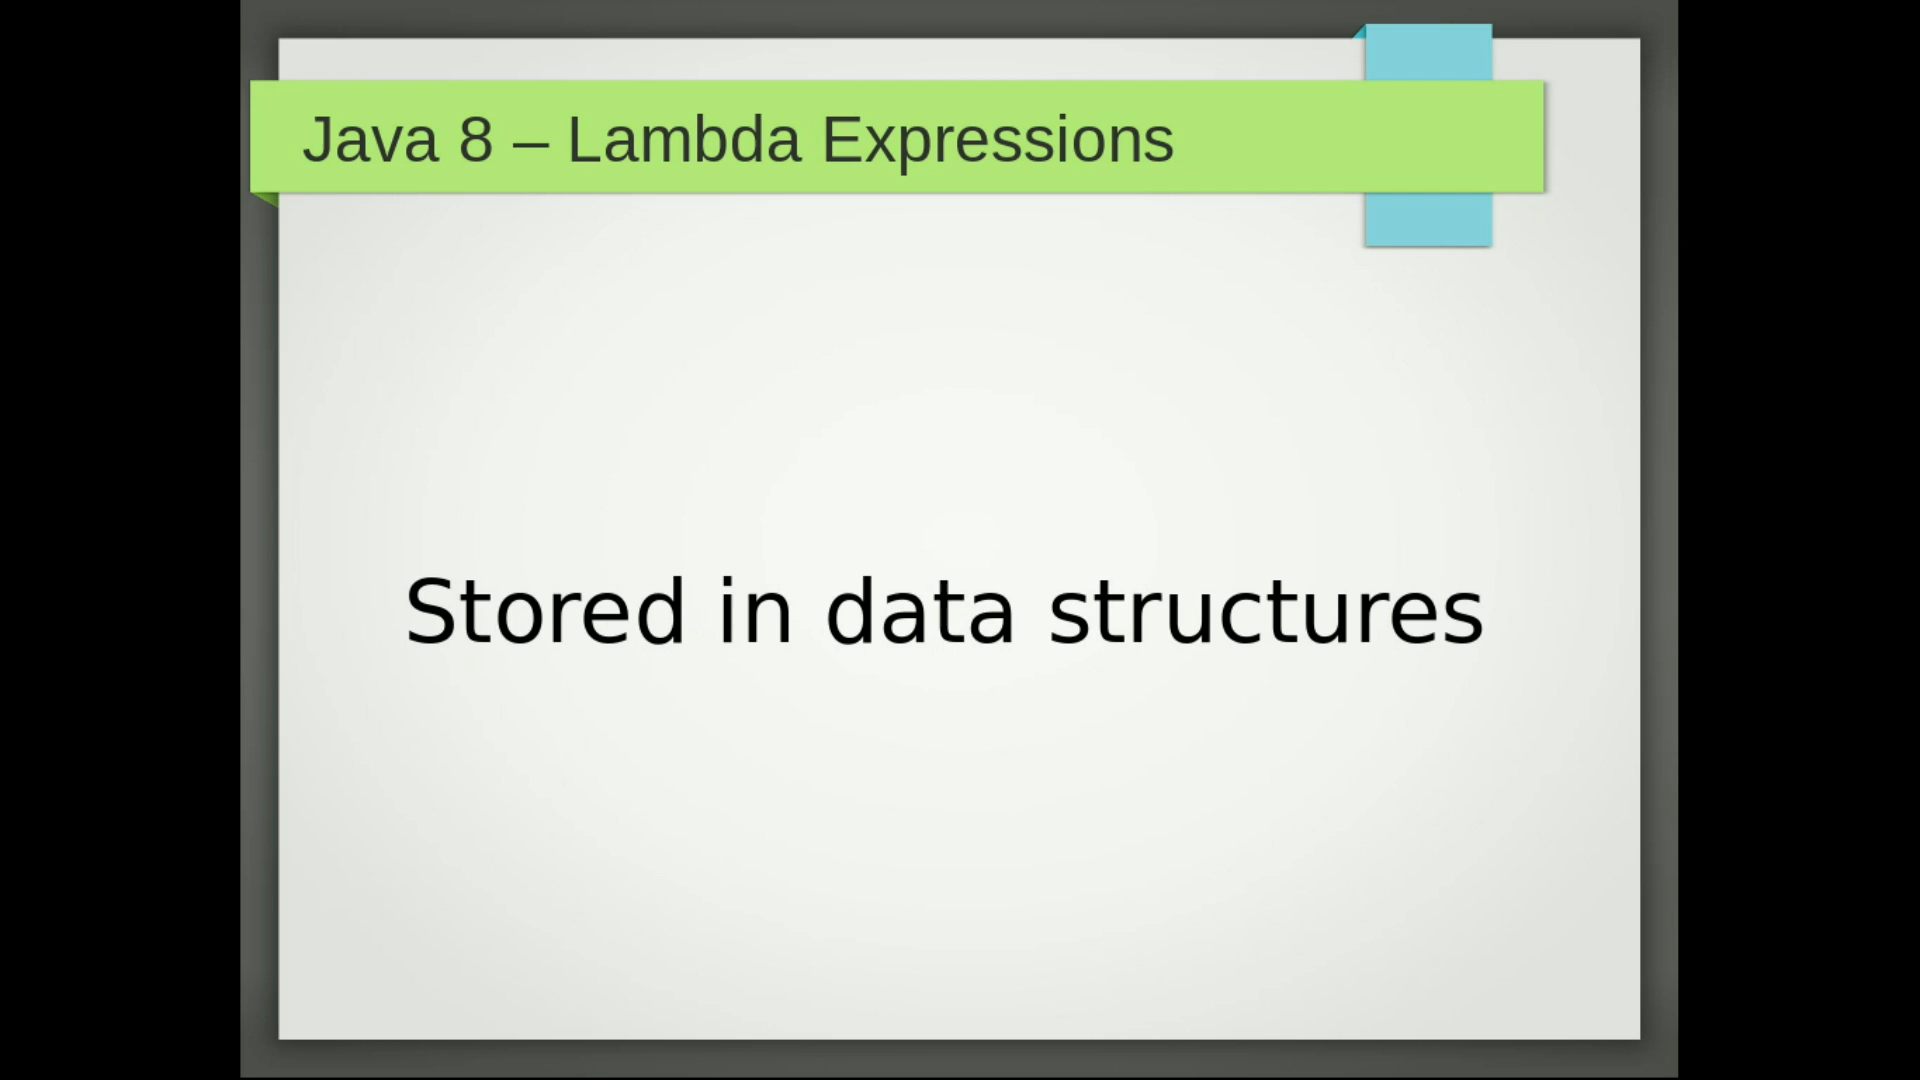 Java 8 – Lambda Expressions
Stored in data structures